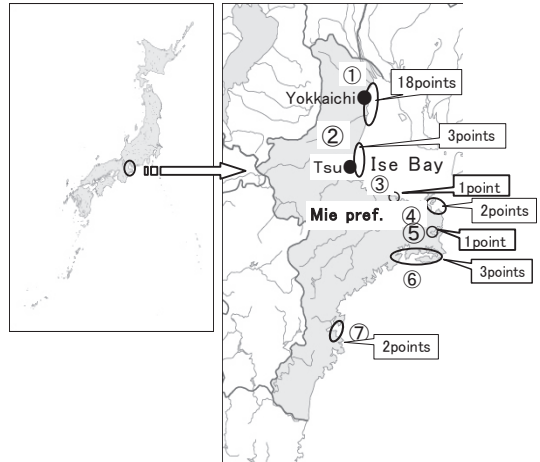 ①
18points
Yokkaichi
②
3points
Tsu
Ise Bay
③
1point
Mie pref.
④
2points
⑤
1point
3points
⑥
⑦
2points